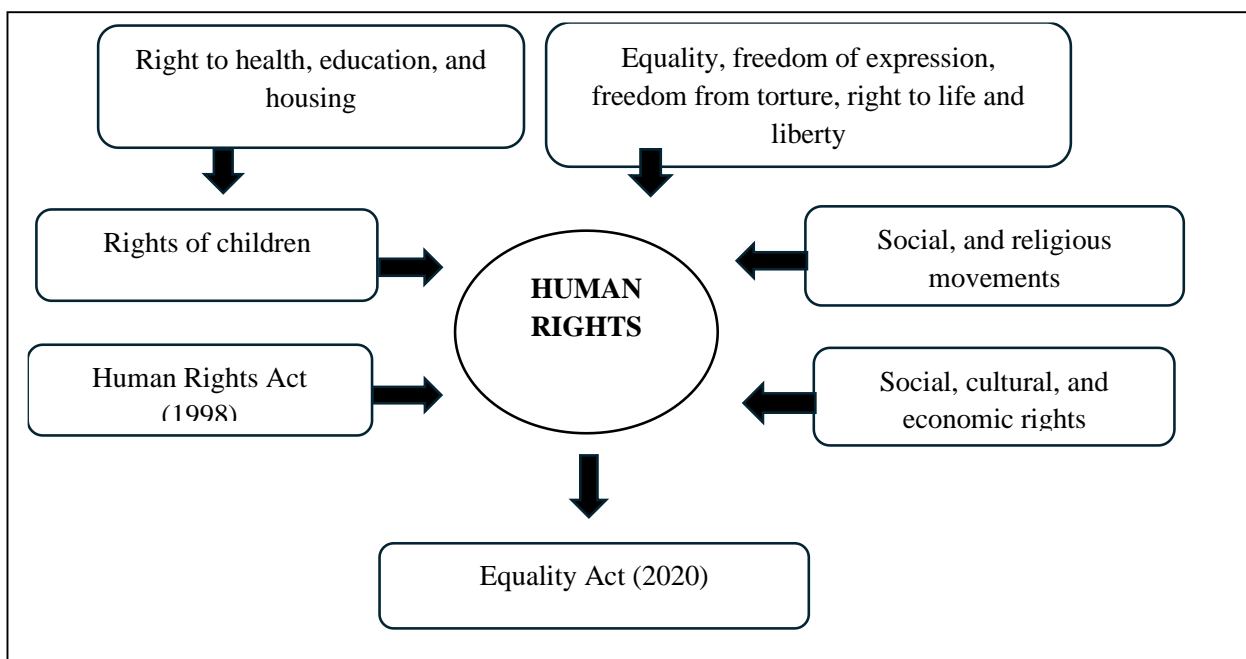 Right to health, education, and
housing
Equality, freedom of expression,
freedom from torture, right to life and
liberty
Rights of children
Social, and religious
movements
HUMAN
RIGHTS
Human Rights Act
(1998)
Social, cultural, and
economic rights
Equality Act (2020)